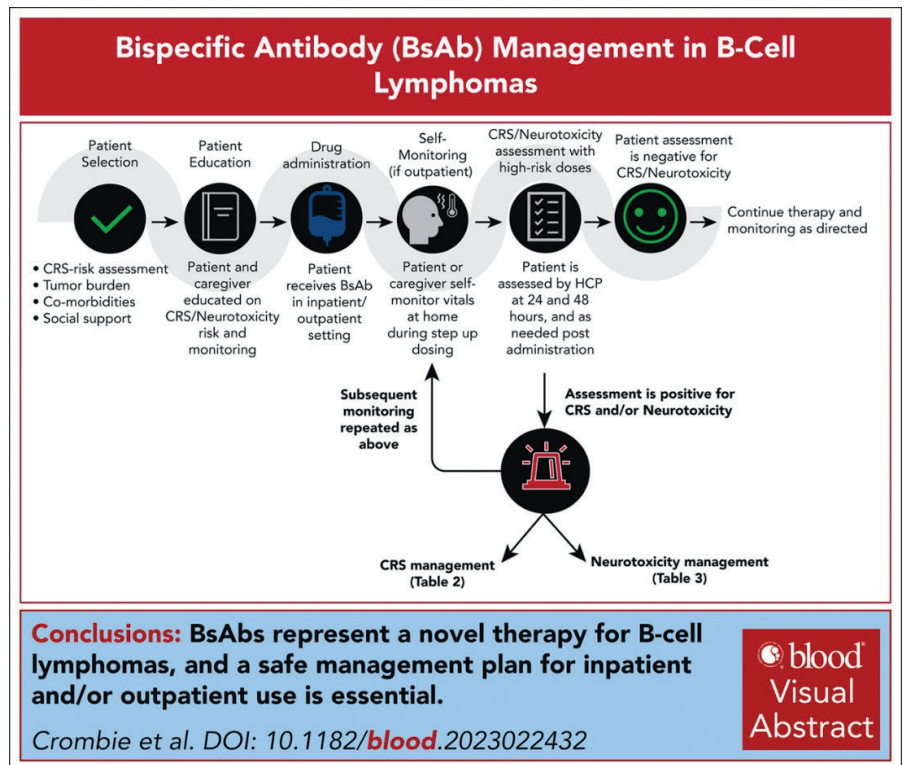 Bispecific Antibody (BsAb) Management in B-Cell
Lymphomas
Patient
Selection
• CRS-risk assessment
• Tumor burden
• Co-morbidities
• Social support
Patient
Education
Patient and
caregiver
educated on
CRS/Neurotoxicity
risk and
monitoring
Drug
administration
Patient
receives BsAb
in inpatient/
outpatient
setting
Self-
Monitoring
(if outpatient)
Patient or
caregiver self-
monitor vitals
at home
during step up
dosing
CRS/Neurotoxicity
assessment with
high-risk doses
Patient is
assessed by HCP
at 24 and 48
hours, and as
needed post
administration
Patient assessment
is negative for
CRS/Neurotoxicity
Continue therapy and
monitoring as directed
Subsequent
monitoring
repeated as
above
Assessment is positive for
CRS and/or Neurotoxicity
CRS management
(Table 2)
Neurotoxicity management
(Table 3)
Conclusions: BsAbs represent a novel therapy for B-cell
lymphomas, and a safe management plan for inpatient
and/or outpatient use is essential.
Crombie et al. DOI: 10.1182/blood.2023022432
blood
Visual
Abstract